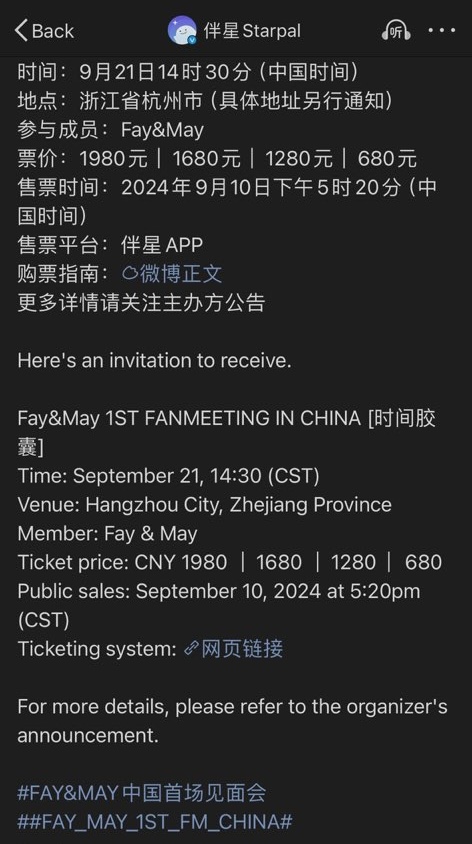 Back
伴星Starpal
听
时间：9月21日14时30分（中国时间）
地点：浙江省杭州市（具体地址另行通知）
参与成员：Fay&May
票价：1980元｜1680元｜1280元｜680元
售票时间：2024年9月10日下午5时20分（中
国时间）
售票平台：伴星APP
购票指南：微博正文
更多详情请关注主办方公告
Here's an invitation to receive.
Fay&May 1ST FANMEETING IN CHINA [时间胶
囊]
Time: September 21, 14:30 (CST)
Venue: Hangzhou City, Zhejiang Province
Member: Fay & May
Ticket price: CNY 1980 ｜ 1680 ｜ 1280｜ 680
Public sales: September 10, 2024 at 5:20pm
(CST)
Ticketing system: 网页链接
For more details, please refer to the organizer's
announcement.
#FAY&MAY中国首场见面会
##FAY_MAY_1ST_FM_CHINA#